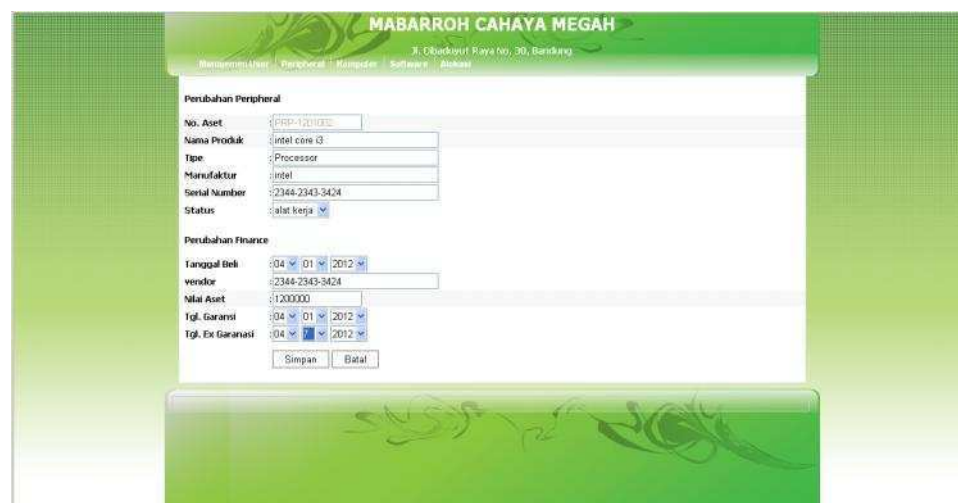 MABARROH CAHAYA MEGAH
Jl. Cibaduyut Raya No. 30, Bandung
Managemen User Peripheral Komputer Software Alokasi
Perubahan Peripheral
No. Aset :
Nama Produk : intel core i3
Tipe : Processor
Manufaktur : intel
Serial Number : 2344-2343-3424
Status : alat kerja
Perubahan Finance
Tanggal Beli : 04 01 2012
vendor : 2344-2343-3424
Nilai Aset : 1200000
Tgl. Garansi : 04 01 2012
Tgl. Ex Garanasi : 04 7 2012
Simpan Batal